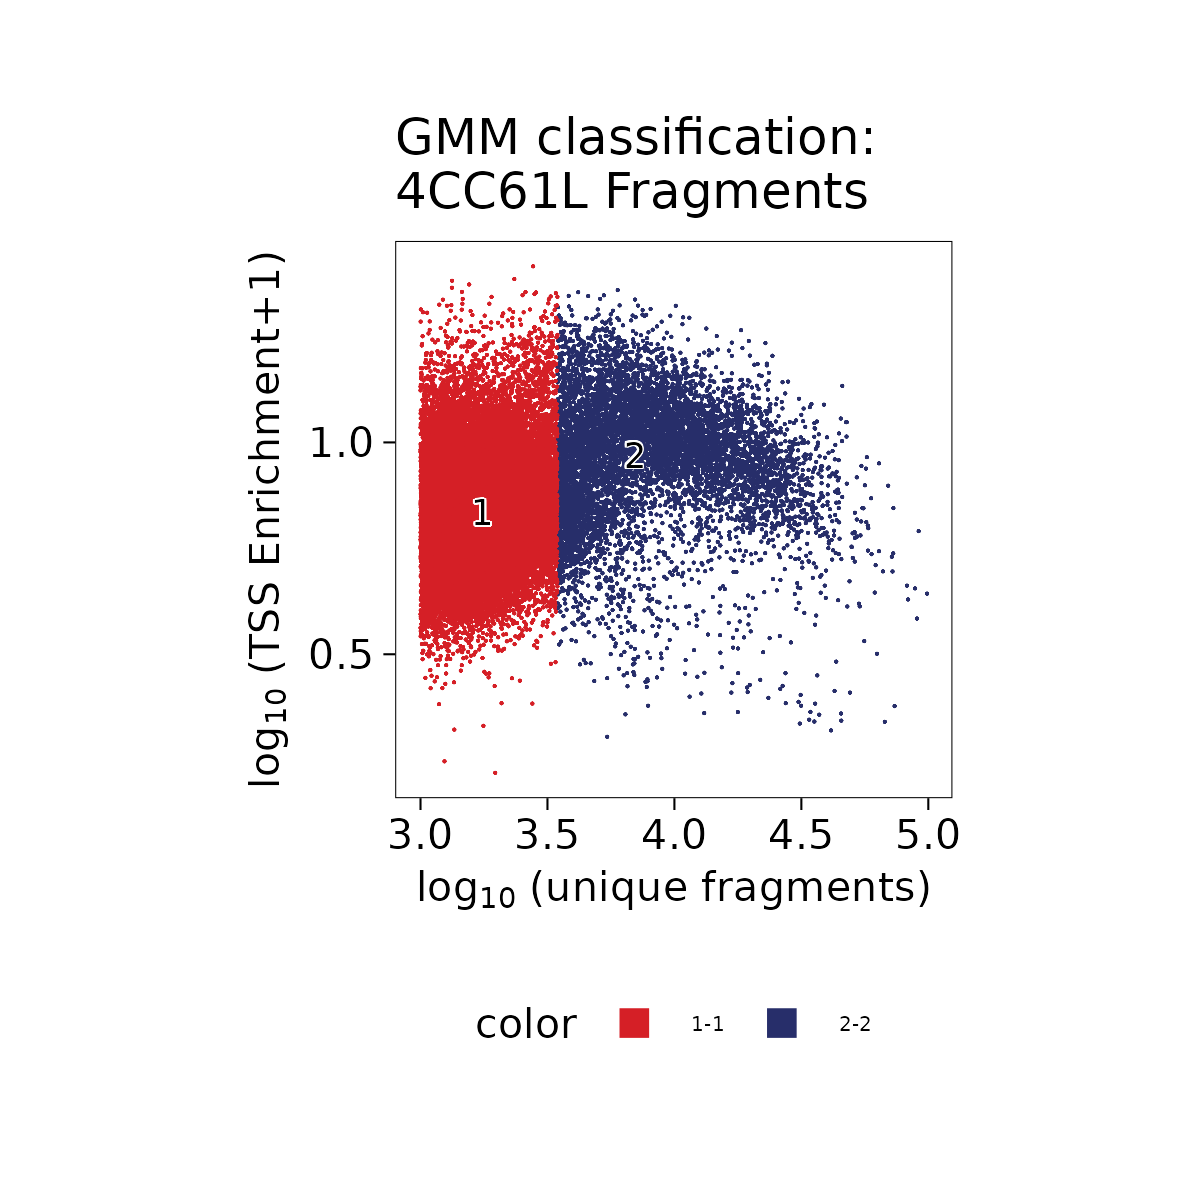 GMM classification:
4CC61L Fragments
log10 (TSS Enrichment+1)
1.0
0.5
1
2
3.0 3.5 4.0 4.5 5.0
log10 (unique fragments)
color 1-1 2-2